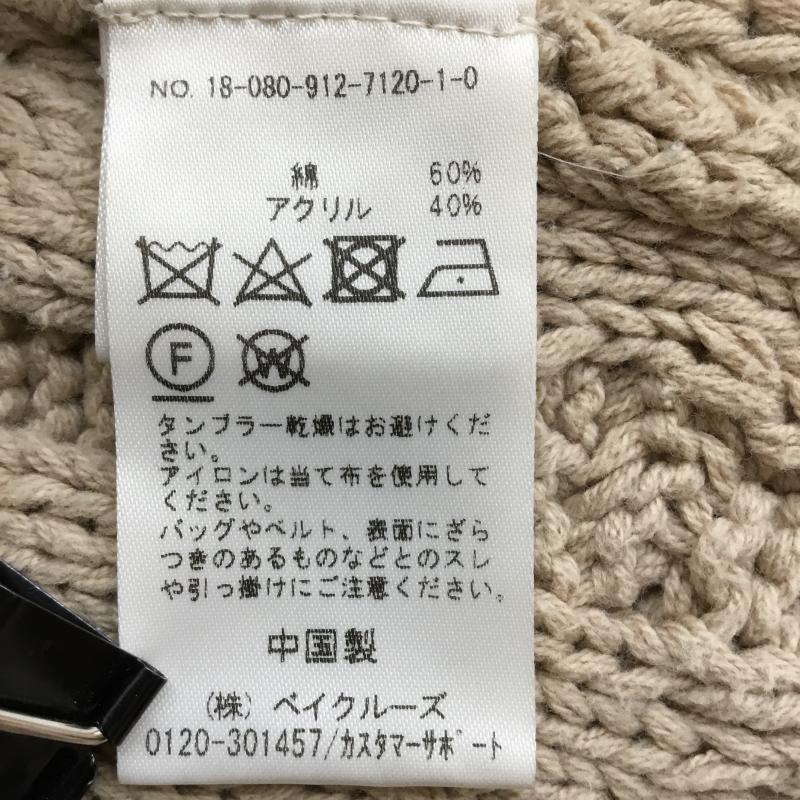 NO. 18-080-912-7120-1-0
綿 60%
アクリル 40%
F W
タンブラー乾燥はお避けくだ
さい。
アイロンは当て布を使用して
ください。
バッグやベルト、表面にざら
つきのあるものなどとのスレ
や引っ掛けにご注意ください。
中国製
(株) ベイクルーズ
0120-301457/カスタマーサポート